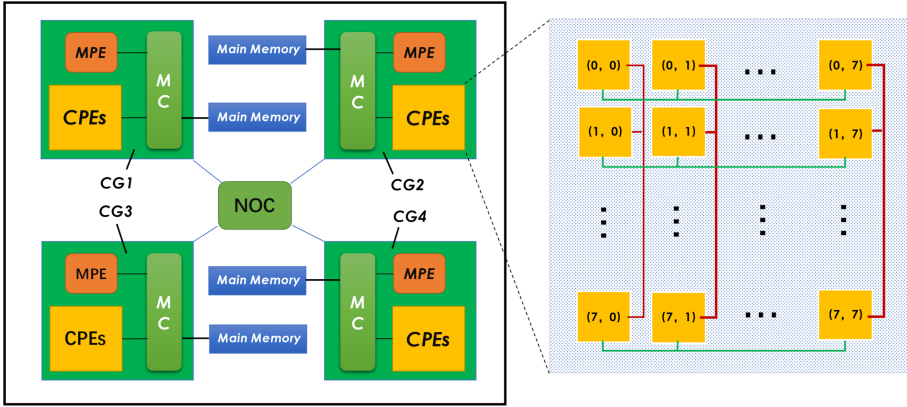 MPE
M
C
CPEs
Main Memory
Main Memory
M
C
MPE
CPEs
CG1
CG2
NOC
CG3
CG4
MPE
M
C
CPEs
Main Memory
Main Memory
M
C
MPE
CPEs
(0, 0)
(0, 1)
...
(0, 7)
(1, 0)
(1, 1)
...
(1, 7)
(7, 0)
(7, 1)
...
(7, 7)